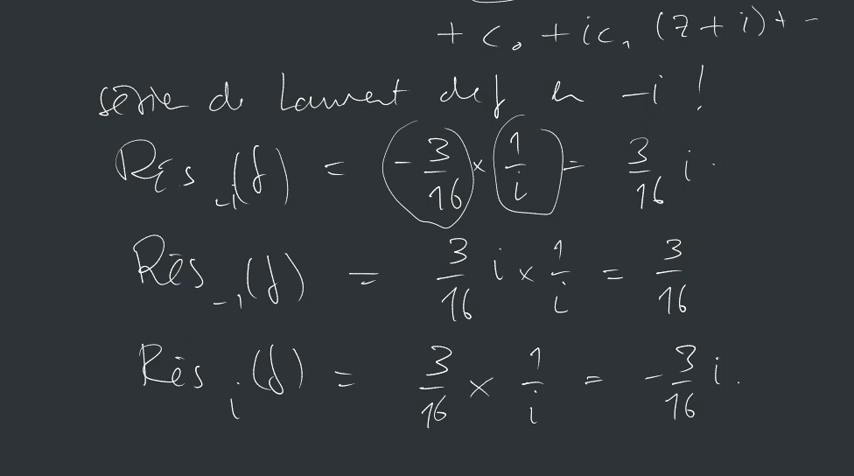 + c₀ + ic₁ (z + i) + -
série de Laurent de f en -i !
Rés₋ᵢ(f) = (-3/16) × (1/i) = 3/16 i.
Rés₋₁(f) = 3/16 i × 1/i = 3/16
Résᵢ(f) = 3/16 × 1/i = -3/16 i.